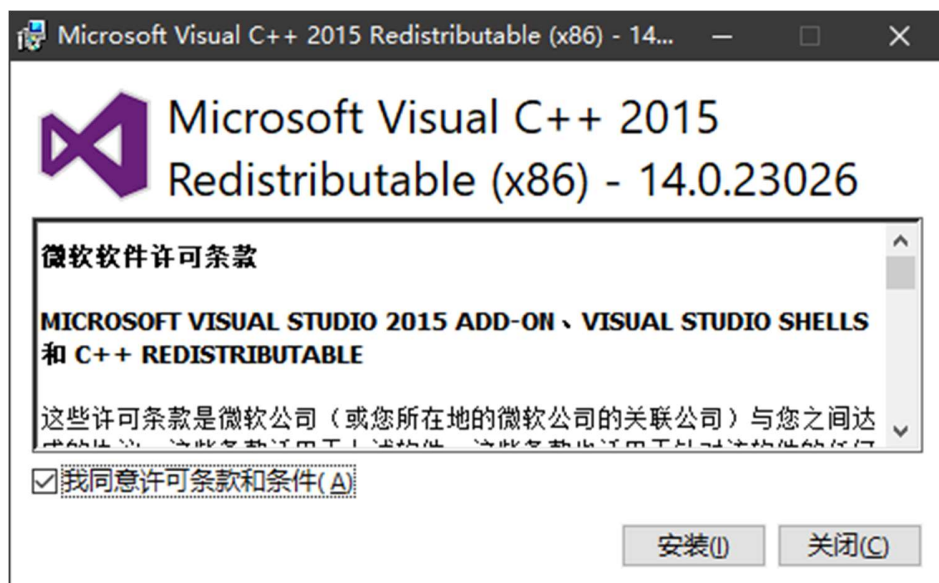 Microsoft Visual C++ 2015 Redistributable (x86) - 14...
Microsoft Visual C++ 2015
Redistributable (x86) - 14.0.23026
微软软件许可条款
MICROSOFT VISUAL STUDIO 2015 ADD-ON、VISUAL STUDIO SHELLS
和 C++ REDISTRIBUTABLE
这些许可条款是微软公司（或您所在地的微软公司的关联公司）与您之间达
我同意许可条款和条件(A)
安装(I)
关闭(C)